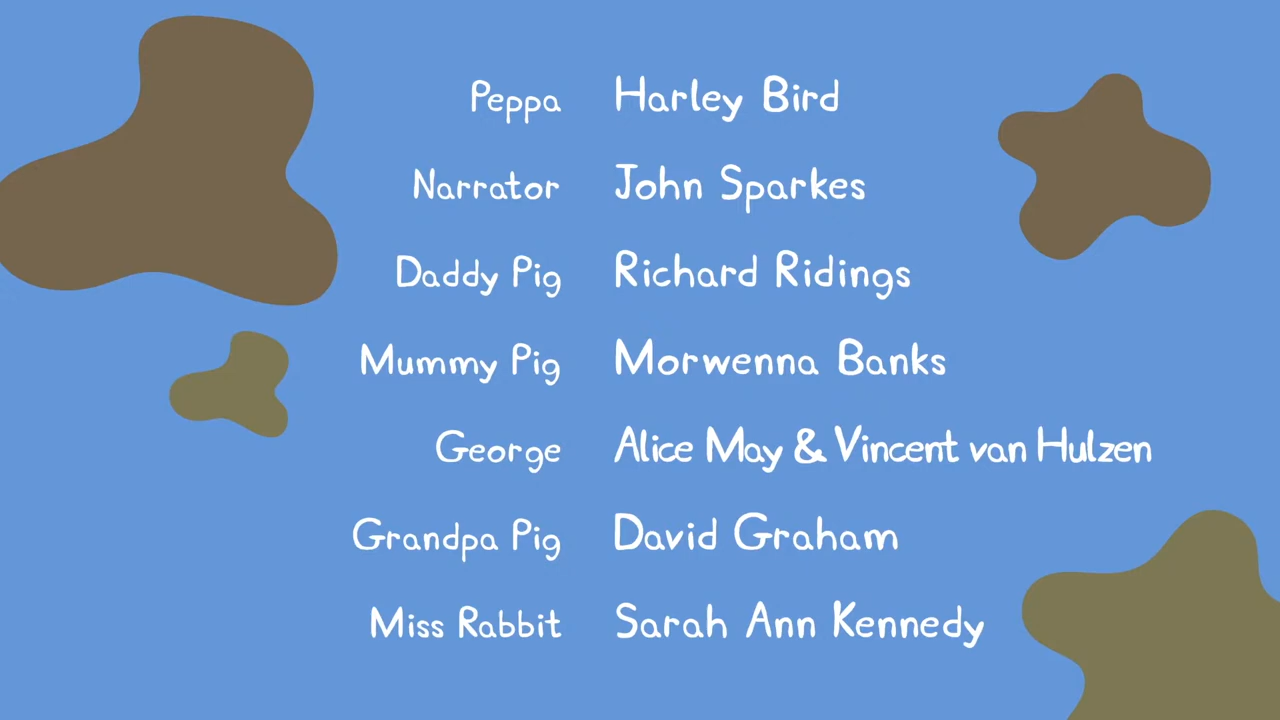 Peppa Harley Bird
Narrator John Sparkes
Daddy Pig Richard Ridings
Mummy Pig Morwenna Banks
George Alice May & Vincent van Hulzen
Grandpa Pig David Graham
Miss Rabbit Sarah Ann Kennedy